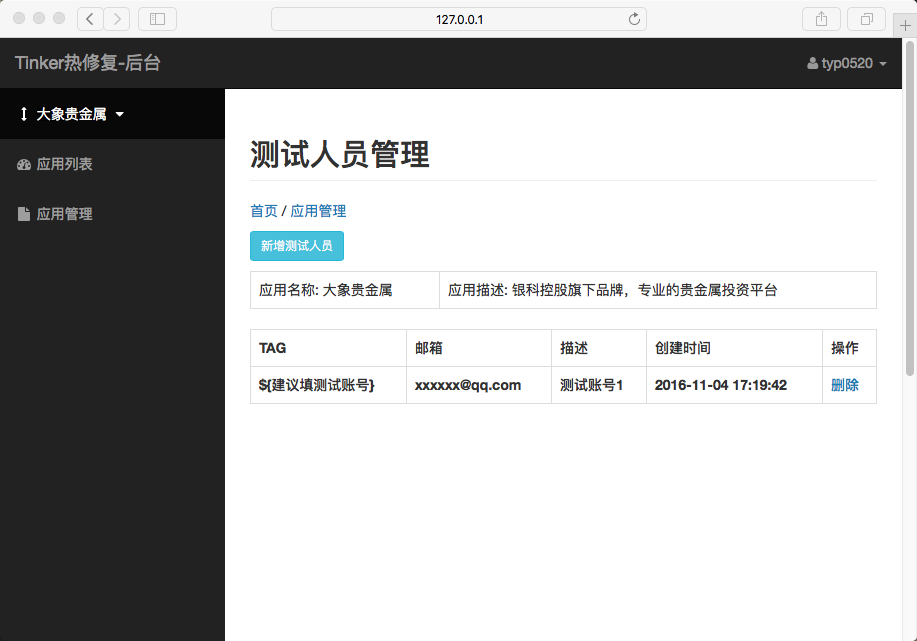 127.0.0.1
Tinker热修复-后台
typ0520
大象贵金属
应用列表
应用管理
测试人员管理
首页 / 应用管理
新增测试人员
应用名称: 大象贵金属 应用描述: 银科控股旗下品牌，专业的贵金属投资平台
TAG 邮箱 描述 创建时间 操作
${建议填测试账号} xxxxxx@qq.com 测试账号1 2016-11-04 17:19:42 删除